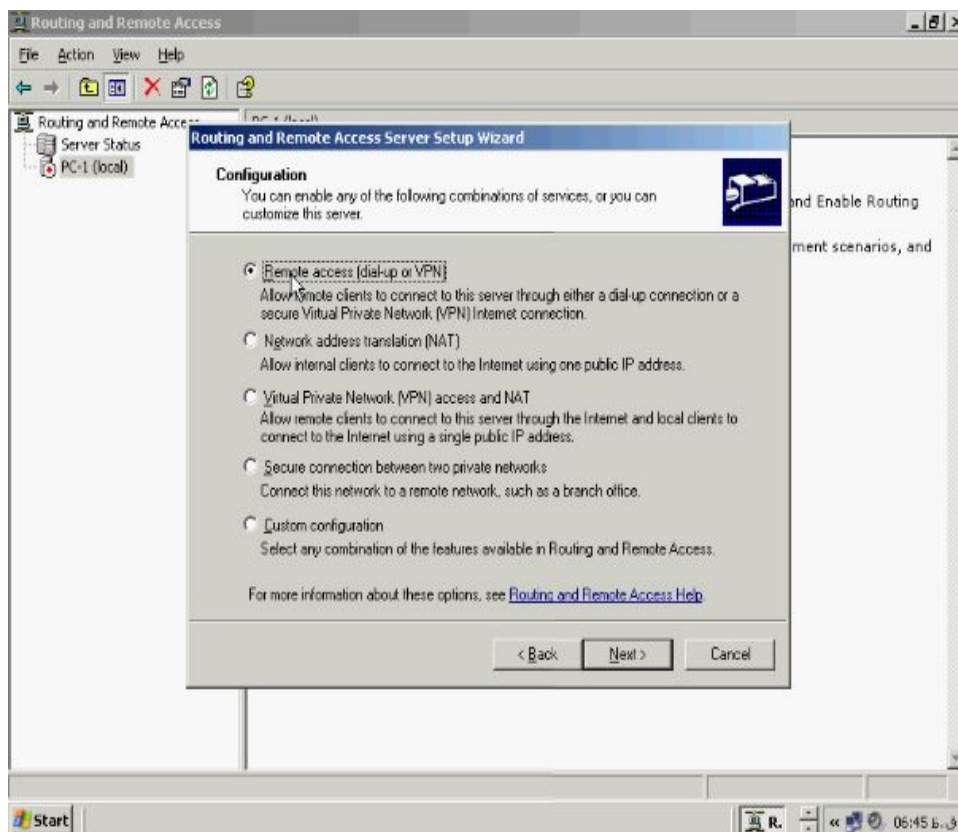 Routing and Remote Access
File Action View Help
Routing and Remote Acce
Server Status
PC-1 (local)
Routing and Remote Access Server Setup Wizard
Configuration
You can enable any of the following combinations of services, or you can
customize this server.
and Enable Routing
ment scenarios, and
Remote access (dial-up or VPN)
Allow remote clients to connect to this server through either a dial-up connection or a
secure Virtual Private Network (VPN) Internet connection.
Network address translation (NAT)
Allow internal clients to connect to the Internet using one public IP address.
Virtual Private Network (VPN) access and NAT
Allow remote clients to connect to this server through the Internet and local clients to
connect to the Internet using a single public IP address.
Secure connection between two private networks
Connect this network to a remote network, such as a branch office.
Custom configuration
Select any combination of the features available in Routing and Remote Access.
For more information about these options, see Routing and Remote Access Help.
< Back Next > Cancel
Start R. « 06:45 ب.ظ